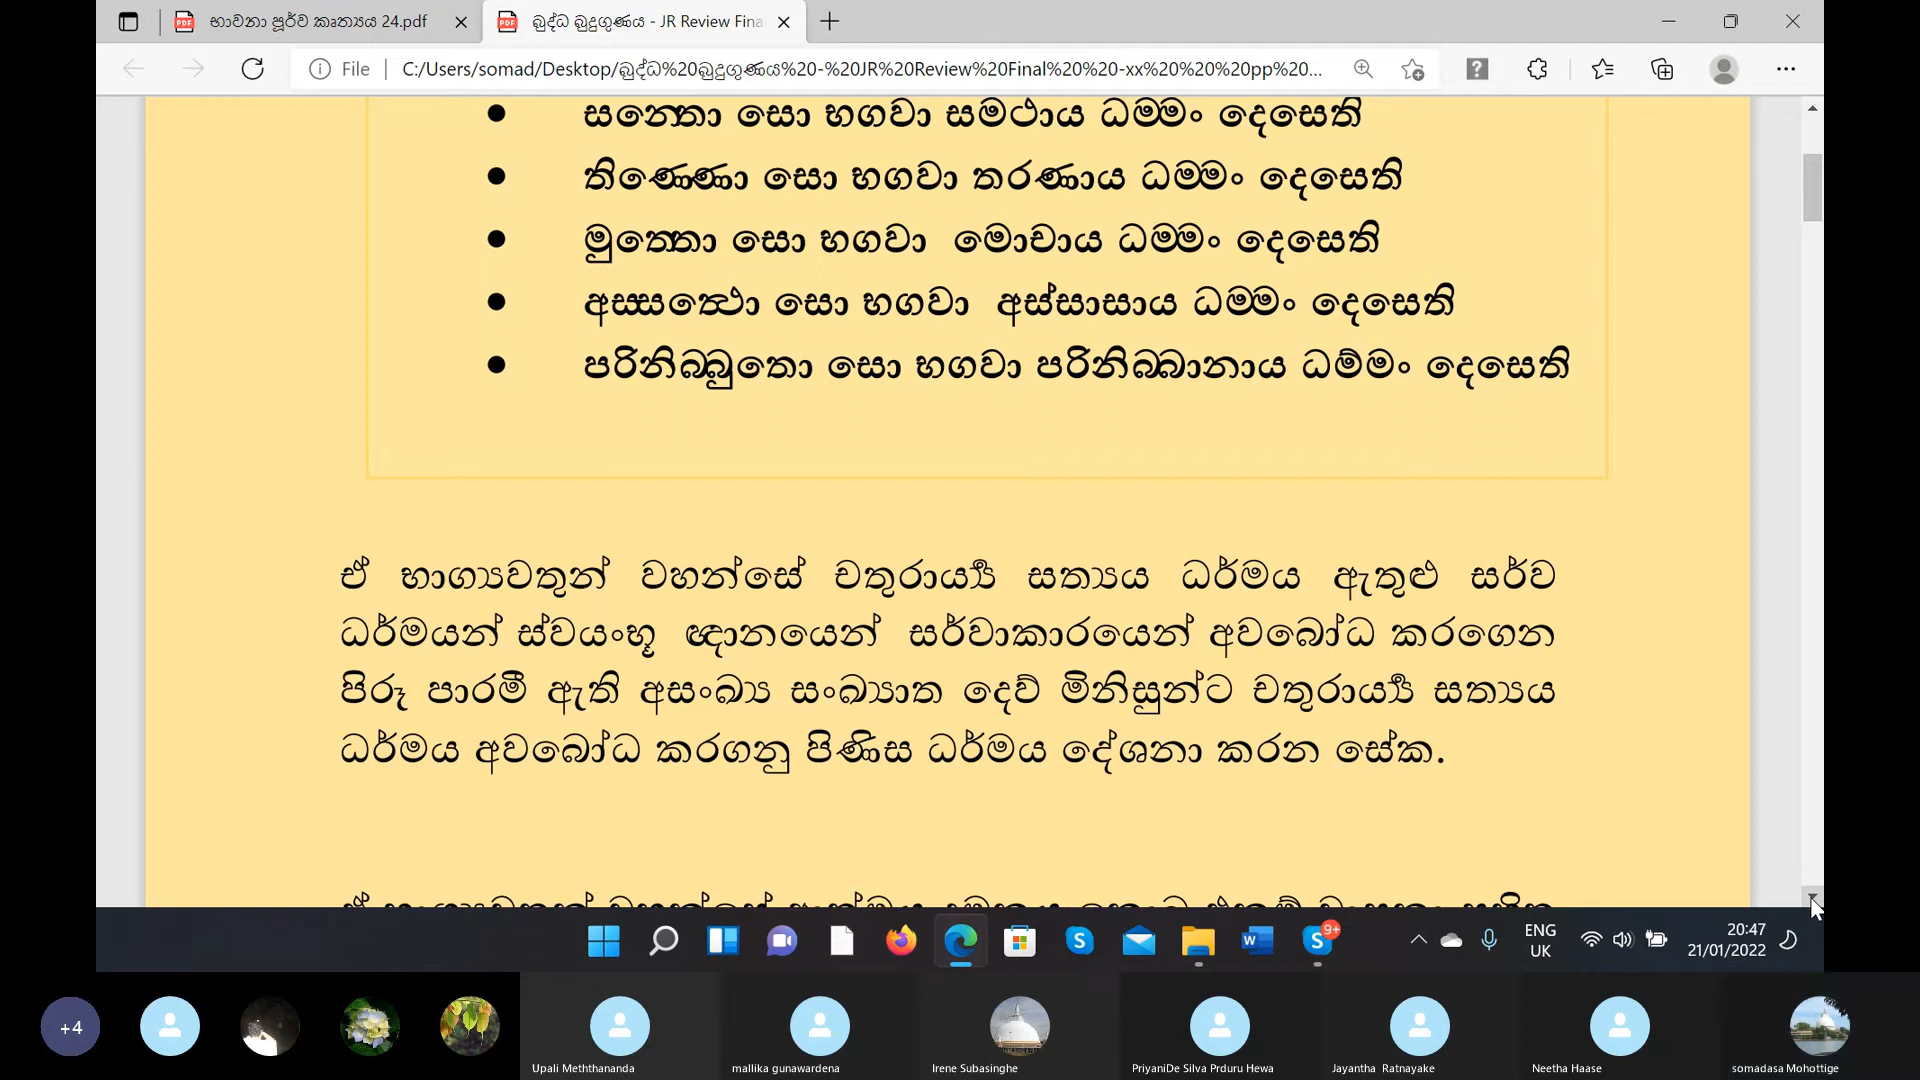 භාවනා පූර්ව කෘත්‍යය 24.pdf
බුද්ධ බුදුගුණය - JR Review Fina
File
C:/Users/somad/Desktop/බුද්ධ%20බුදුගුණය%20-%20JR%20Review%20Final%20%20-xx%20%20%20pp%20...
සන්තො සො භගවා සමථාය ධම්මං දෙසෙති
තිණ්ණො සො භගවා තරණාය ධම්මං දෙසෙති
මුත්තො සො භගවා මොචාය ධම්මං දෙසෙති
අස්සත්ථො සො භගවා අස්සාසාය ධම්මං දෙසෙති
පරිනිබ්බුතො සො භගවා පරිනිබ්බානාය ධම්මං දෙසෙති
ඒ භාග්‍යවතුන් වහන්සේ චතුරාර්‍ය්‍ය සත්‍යය ධර්මය ඇතුළු සර්ව
ධර්මයන් ස්වයංභූ ඥානයෙන් සර්වාකාරයෙන් අවබෝධ කරගෙන
පිරූ පාරමී ඇති අසංඛ්‍ය සංඛ්‍යාත දෙව් මිනිසුන්ට චතුරාර්‍ය්‍ය සත්‍යය
ධර්මය අවබෝධ කරගනු පිණිස ධර්මය දේශනා කරන සේක.
9+
ENG
UK
20:47
21/01/2022
+4
Upali Meththananda
mallika gunawardena
Irene Subasinghe
PriyaniDe Silva Prduru Hewa
Jayantha Ratnayake
Neetha Haase
somadasa Mohottige